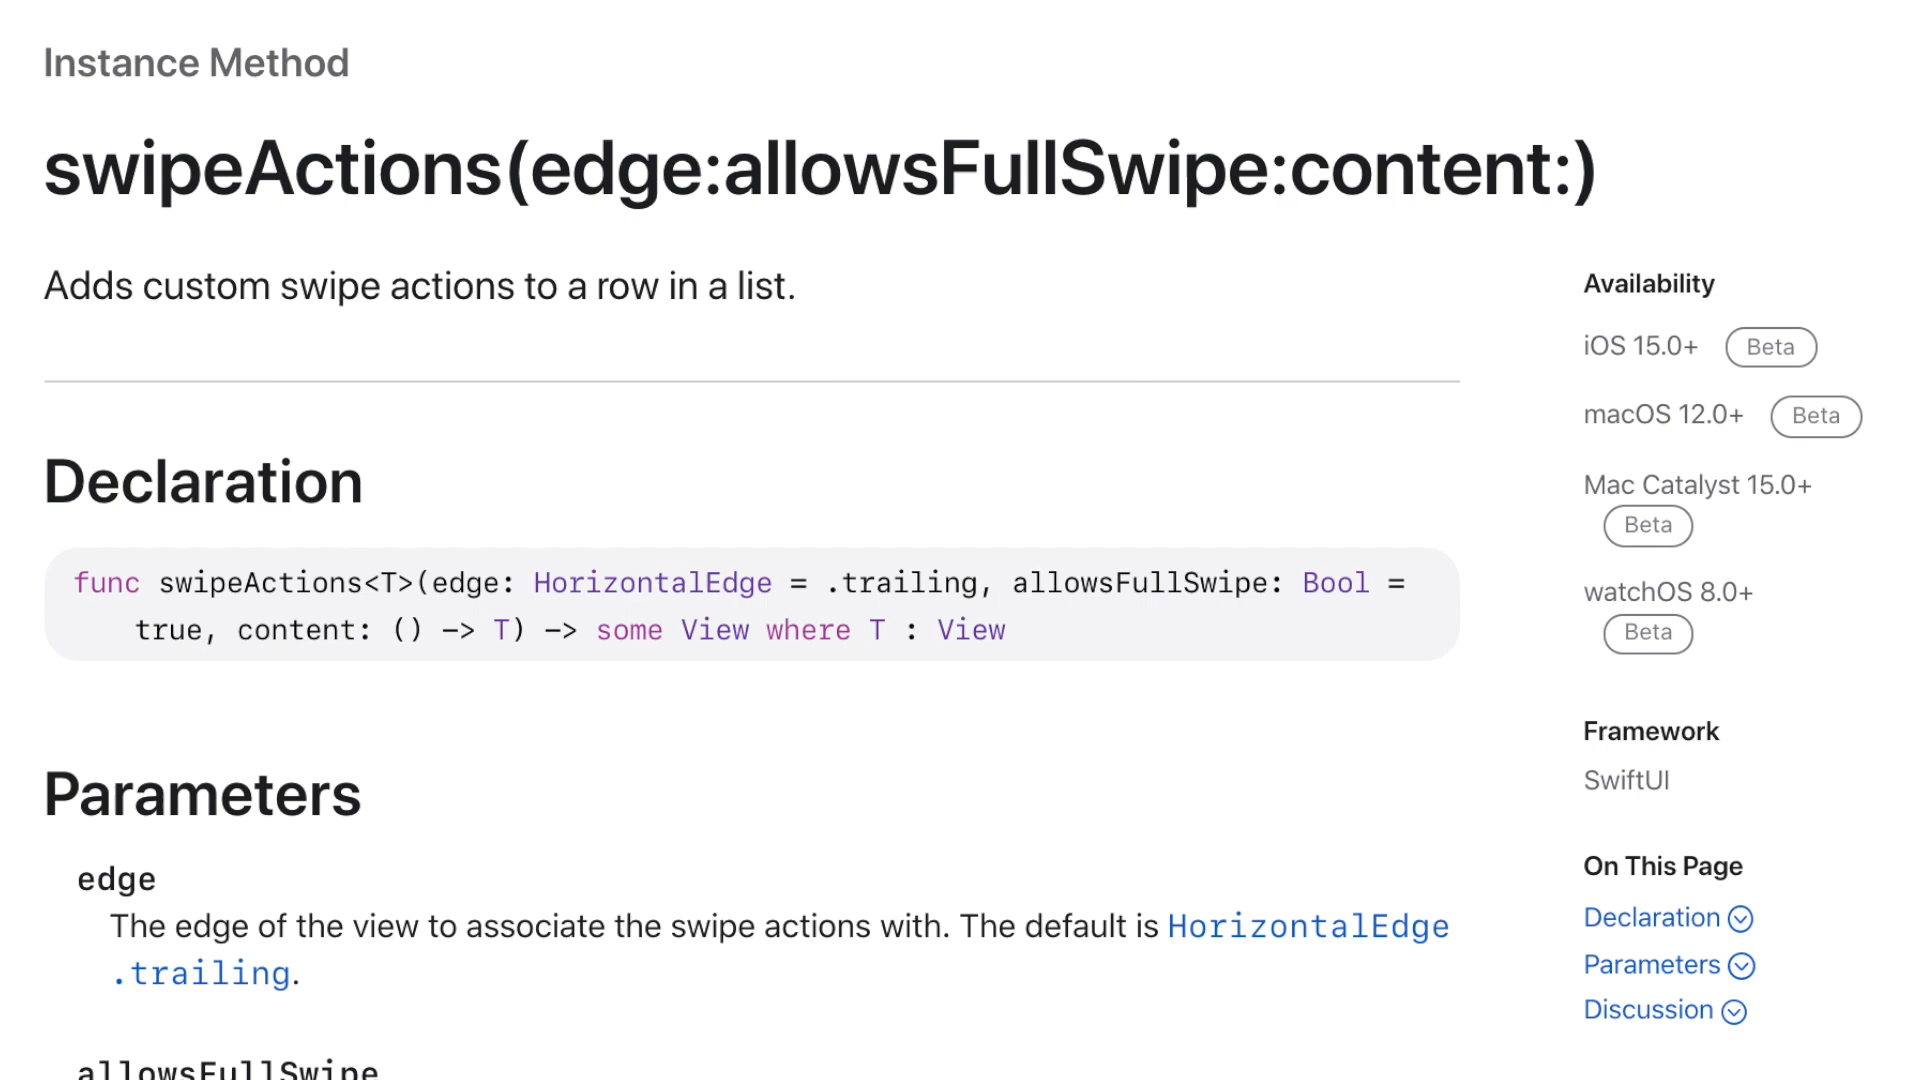 Instance Method
swipeActions(edge:allowsFullSwipe:content:)
Adds custom swipe actions to a row in a list.
Declaration
func swipeActions<T>(edge: HorizontalEdge = .trailing, allowsFullSwipe: Bool =
true, content: () -> T) -> some View where T : View
Parameters
edge
The edge of the view to associate the swipe actions with. The default is HorizontalEdge
.trailing.
allowsFullSwipe
Availability
iOS 15.0+ Beta
macOS 12.0+ Beta
Mac Catalyst 15.0+
Beta
watchOS 8.0+
Beta
Framework
SwiftUI
On This Page
Declaration
Parameters
Discussion